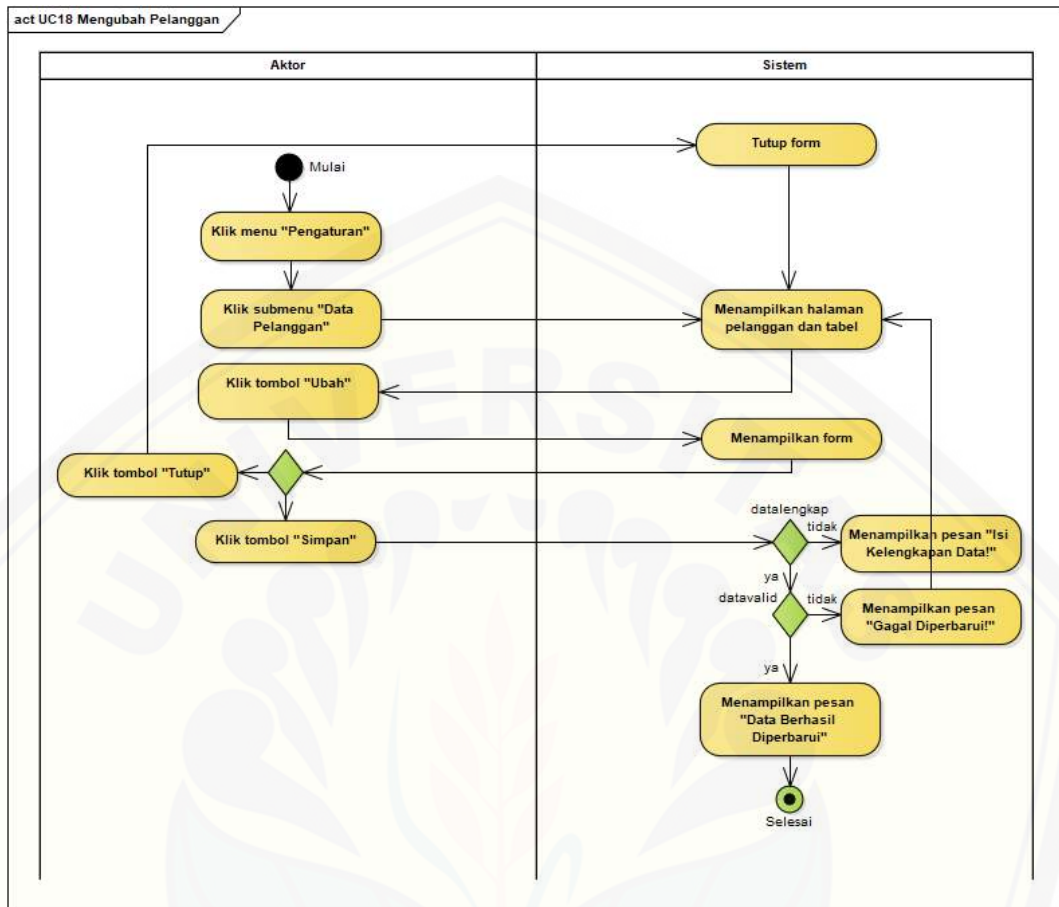 act UC18 Mengubah Pelanggan
Aktor
Sistem
Tutup form
Mulai
Klik menu "Pengaturan"
Klik submenu "Data
Pelanggan"
Menampilkan halaman
pelanggan dan tabel
Klik tombol "Ubah"
Menampilkan form
Klik tombol "Tutup"
Klik tombol "Simpan"
datalengkap
tidak
Menampilkan pesan "Isi
Kelengkapan Data!"
ya
datavalid
tidak
Menampilkan pesan
"Gagal Diperbarui!"
ya
Menampilkan pesan
"Data Berhasil
Diperbarui"
Selesai
UNIVERSITAS